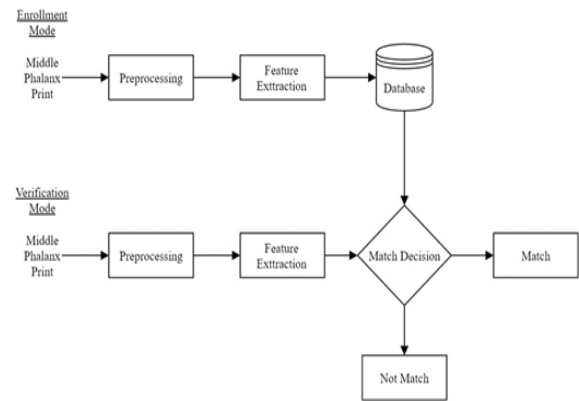 Enrollment
Mode
Middle
Phalanx
Print
Preprocessing
Feature
Exttraction
Database
Verification
Mode
Middle
Phalanx
Print
Preprocessing
Feature
Exttraction
Match Decision
Match
Not Match